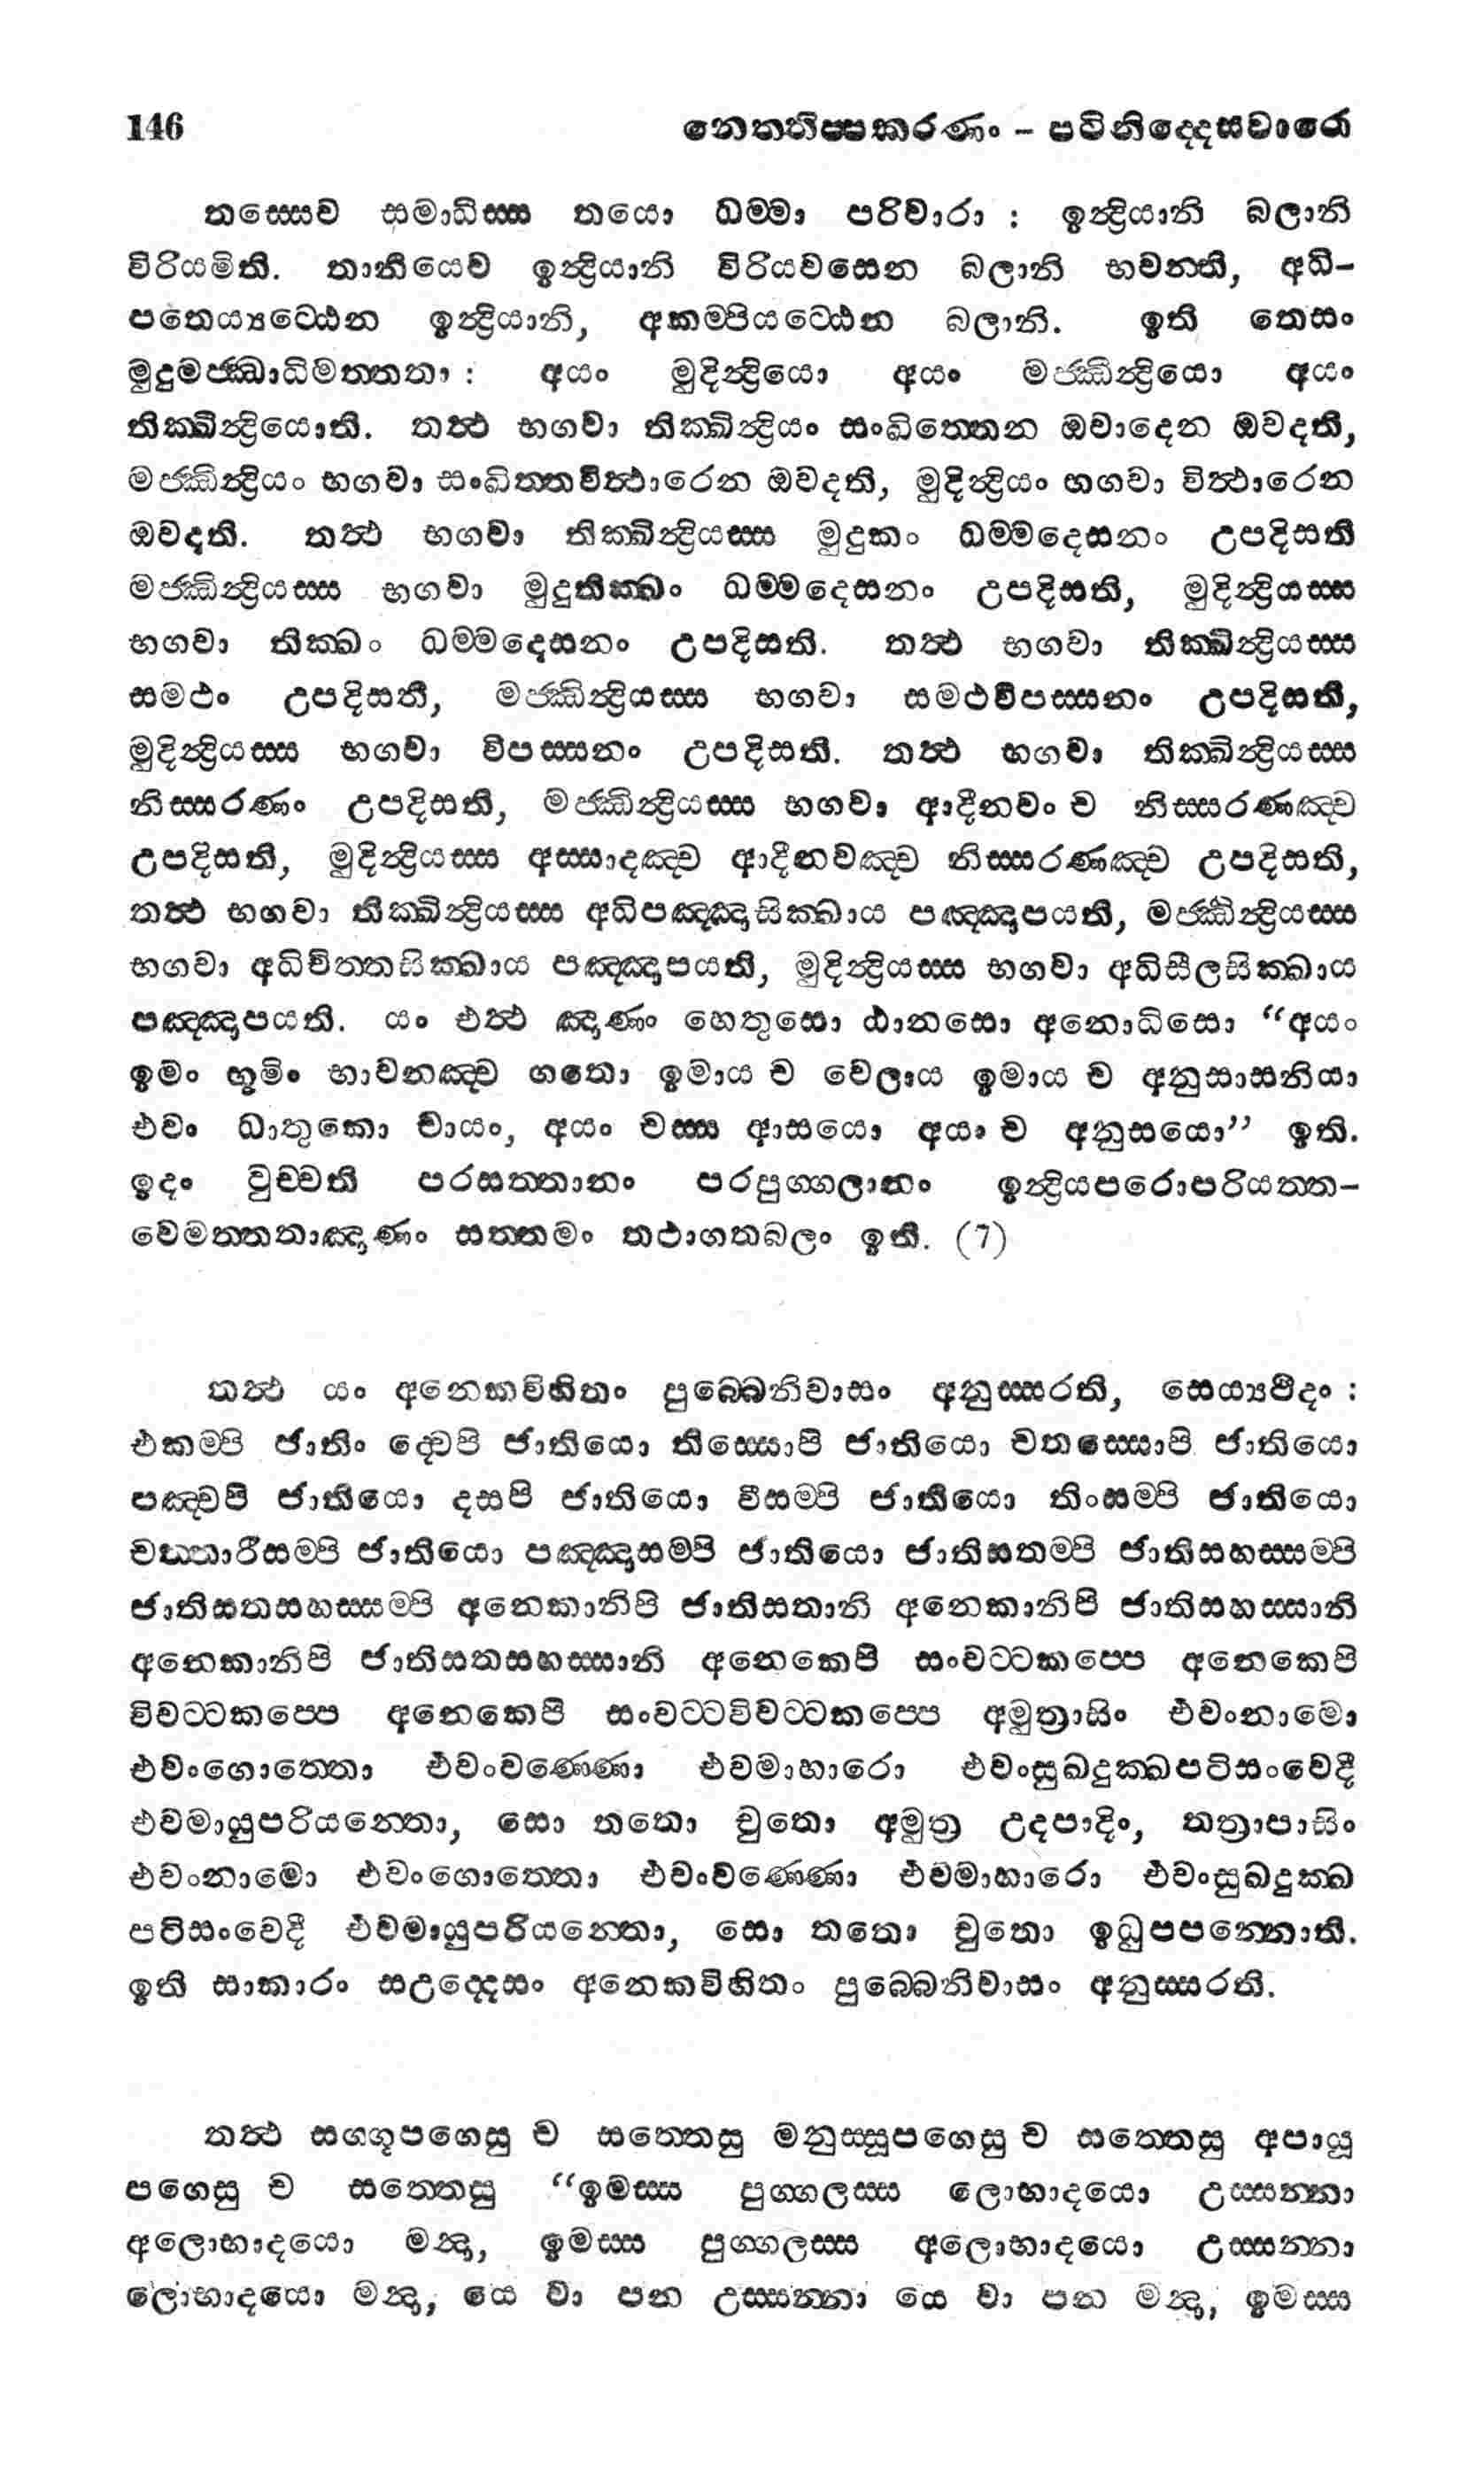 146 නෙත්තිප්පකරණං - පටිනිද්දෙසවාරො
තස්සෙව සමාධිස්ස තයො ධම්මා පරිවාරා : ඉන්ද්‍රියානි බලානි
විරියමිති. තානියෙව ඉන්ද්‍රියානි විරියවසෙන බලානි භවන්ති, අධි-
පතෙය්‍යට්ඨෙන ඉන්ද්‍රියානි, අකම්පියට්ඨෙන බලානි. ඉති තෙසං
මුදුමජ්ඣාධිමත්තතා : අයං මුදින්ද්‍රියො අයං මජ්ඣින්ද්‍රියො අයං
තික්ඛින්ද්‍රියොති. තත්‍ථ භගවා තික්ඛින්ද්‍රියං සංඛිත්තෙන ඔවාදෙන ඔවදති,
මජ්ඣින්ද්‍රියං භගවා සංඛිත්තවිත්‍ථාරෙන ඔවදති, මුදින්ද්‍රියං භගවා විත්‍ථාරෙන
ඔවදති. තත්‍ථ භගවා තික්ඛින්ද්‍රියස්ස මුදුකං ධම්මදෙසනං උපදිසති
මජ්ඣින්ද්‍රියස්ස භගවා මුදුතික්ඛං ධම්මදෙසනං උපදිසති, මුදින්ද්‍රියස්ස
භගවා තික්ඛං ධම්මදෙසනං උපදිසති. තත්‍ථ භගවා තික්ඛින්ද්‍රියස්ස
සමථං උපදිසති, මජ්ඣින්ද්‍රියස්ස භගවා සමථවිපස්සනං උපදිසති,
මුදින්ද්‍රියස්ස භගවා විපස්සනං උපදිසති. තත්‍ථ භගවා තික්ඛින්ද්‍රියස්ස
නිස්සරණං උපදිසති, මජ්ඣින්ද්‍රියස්ස භගවා ආදීනවං ච නිස්සරණඤ්ච
උපදිසති, මුදින්ද්‍රියස්ස අස්සාදඤ්ච ආදීනවඤ්ච නිස්සරණඤ්ච උපදිසති,
තත්‍ථ භගවා තික්ඛින්ද්‍රියස්ස අධිපඤ්ඤාසික්ඛාය පඤ්ඤාපයති, මජ්ඣින්ද්‍රියස්ස
භගවා අධිචිත්තසික්ඛාය පඤ්ඤාපයති, මුදින්ද්‍රියස්ස භගවා අධිසීලසික්ඛාය
පඤ්ඤාපයති. යං එත්‍ථ ඤාණං හෙතුසො ඨානසො අනොධිසො “අයං
ඉමං භූමිං භාවනඤ්ච ගතො ඉමාය ච වෙලාය ඉමාය ච අනුසාසනියා
එවං ධාතුකො චායං, අයං චස්ස ආසයො අයං ච අනුසයො” ඉති.
ඉදං වුච්චති පරසත්තානං පරපුග්ගලානං ඉන්ද්‍රියපරොපරියත්ත-
වෙමත්තතාඤාණං සත්තමං තථාගතබලං ඉති. (7)
තත්‍ථ යං අනෙකවිහිතං පුබ්බෙනිවාසං අනුස්සරති, සෙය්‍යථිදං :
එකම්පි ජාතිං ද්වෙපි ජාතියො තිස්සොපි ජාතියො චතස්සොපි ජාතියො
පඤ්චපි ජාතියො දසපි ජාතියො වීසම්පි ජාතියො තිංසම්පි ජාතියො
චත්තාරීසම්පි ජාතියො පඤ්ඤාසම්පි ජාතියො ජාතිසතම්පි ජාතිසහස්සම්පි
ජාතිසතසහස්සම්පි අනෙකානිපි ජාතිසතානි අනෙකානිපි ජාතිසහස්සානි
අනෙකානිපි ජාතිසතසහස්සානි අනෙකෙපි සංවට්ටකප්පෙ අනෙකෙපි
විවට්ටකප්පෙ අනෙකෙපි සංවට්ටවිවට්ටකප්පෙ අමුත්‍රාසිං එවංනාමො
එවංගොත්තො එවංවණ්ණො එවමාහාරො එවංසුඛදුක්ඛපටිසංවෙදී
එවමායුපරියන්තො, සො තතො චුතො අමුත්‍ර උදපාදිං, තත්‍රාපාසිං
එවංනාමො එවංගොත්තො එවංවණ්ණො එවමාහාරො එවංසුඛදුක්ඛ
පටිසංවෙදී එවමායුපරියන්තො, සො තතො චුතො ඉධුපපන්නොති.
ඉති සාකාරං සඋද්දෙසං අනෙකවිහිතං පුබ්බෙනිවාසං අනුස්සරති.
තත්‍ථ සග්ගූපගෙසු ච සත්තෙසු මනුස්සූපගෙසු ච සත්තෙසු අපායූ
පගෙසු ච සත්තෙසු “ඉමස්ස පුග්ගලස්ස ලොභාදයො උස්සන්නා
අලොභාදයො මන්‍දා, ඉමස්ස පුග්ගලස්ස අලොභාදයො උස්සන්නා
ලොභාදයො මන්‍දා, යෙ වා පන උස්සන්නා යෙ වා පන මන්‍දා, ඉමස්ස